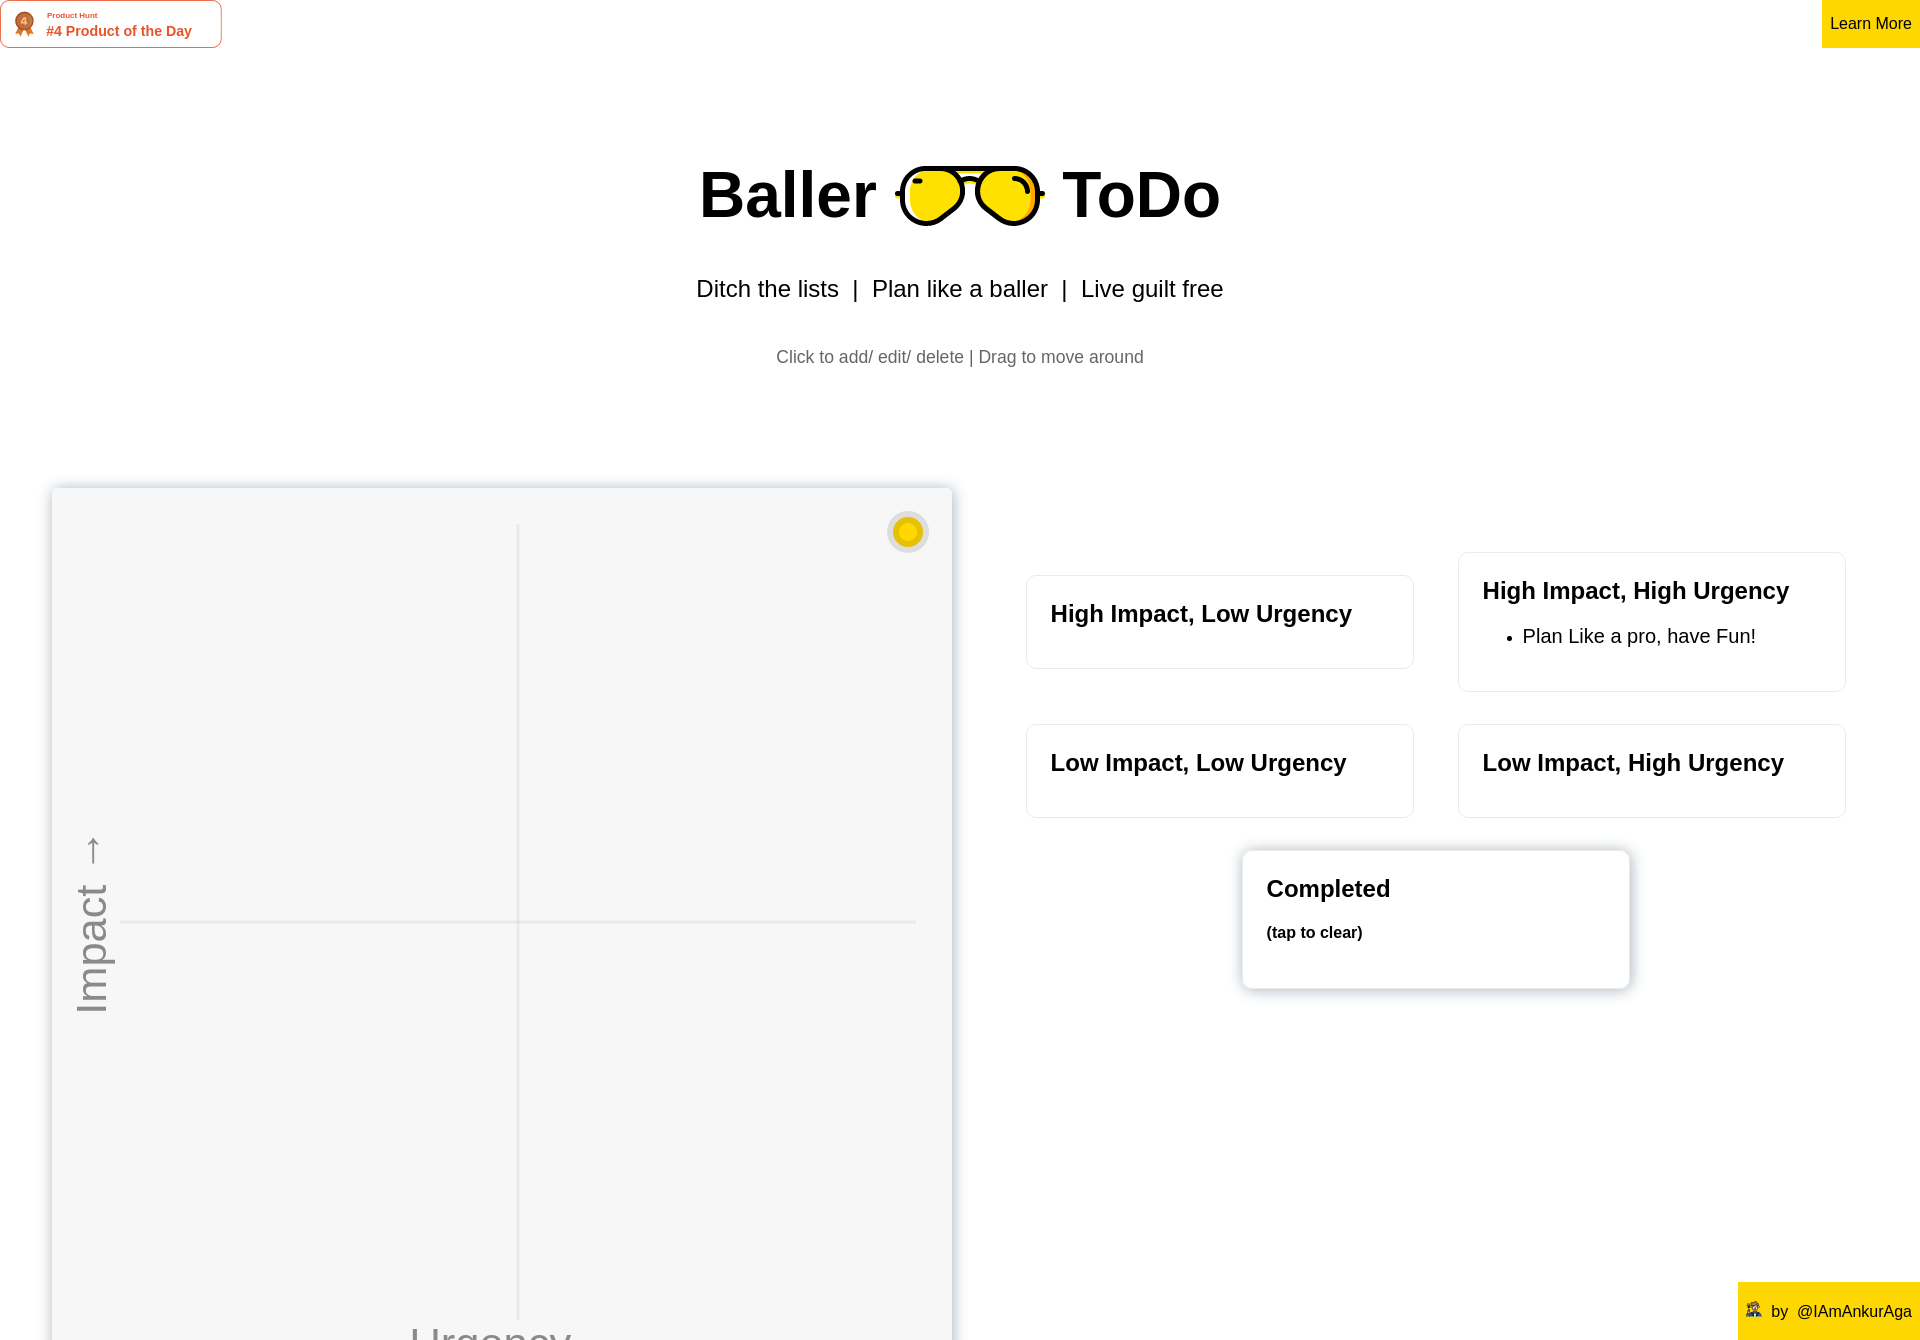 4
Product Hunt
#4 Product of the Day
Learn More
Baller ToDo
Ditch the lists | Plan like a baller | Live guilt free
Click to add/ edit/ delete | Drag to move around
Impact →
Urgency
High Impact, Low Urgency
High Impact, High Urgency
• Plan Like a pro, have Fun!
Low Impact, Low Urgency
Low Impact, High Urgency
Completed
(tap to clear)
by @IAmAnkurAga